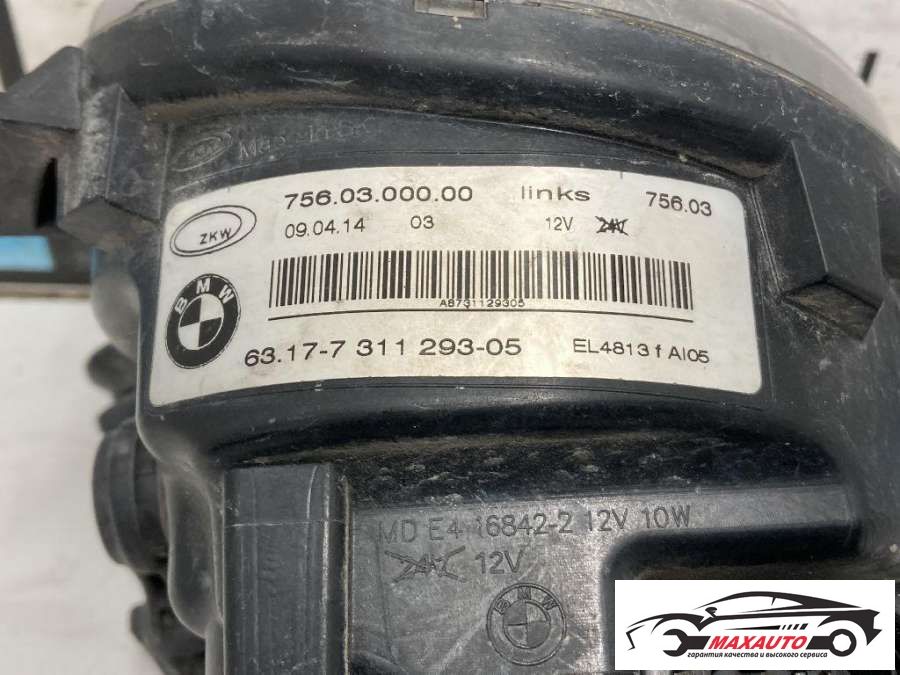 756.03.000.00 links 756.03
ZKW 09.04.14 03 12V 24V
BMW
A8731129305
63.17-7 311 293-05 EL4813 f AI05
MD E4 16842-2 12V 10W
24V 12V
BMW
MAXAUTO
гарантия качества и высокого сервиса